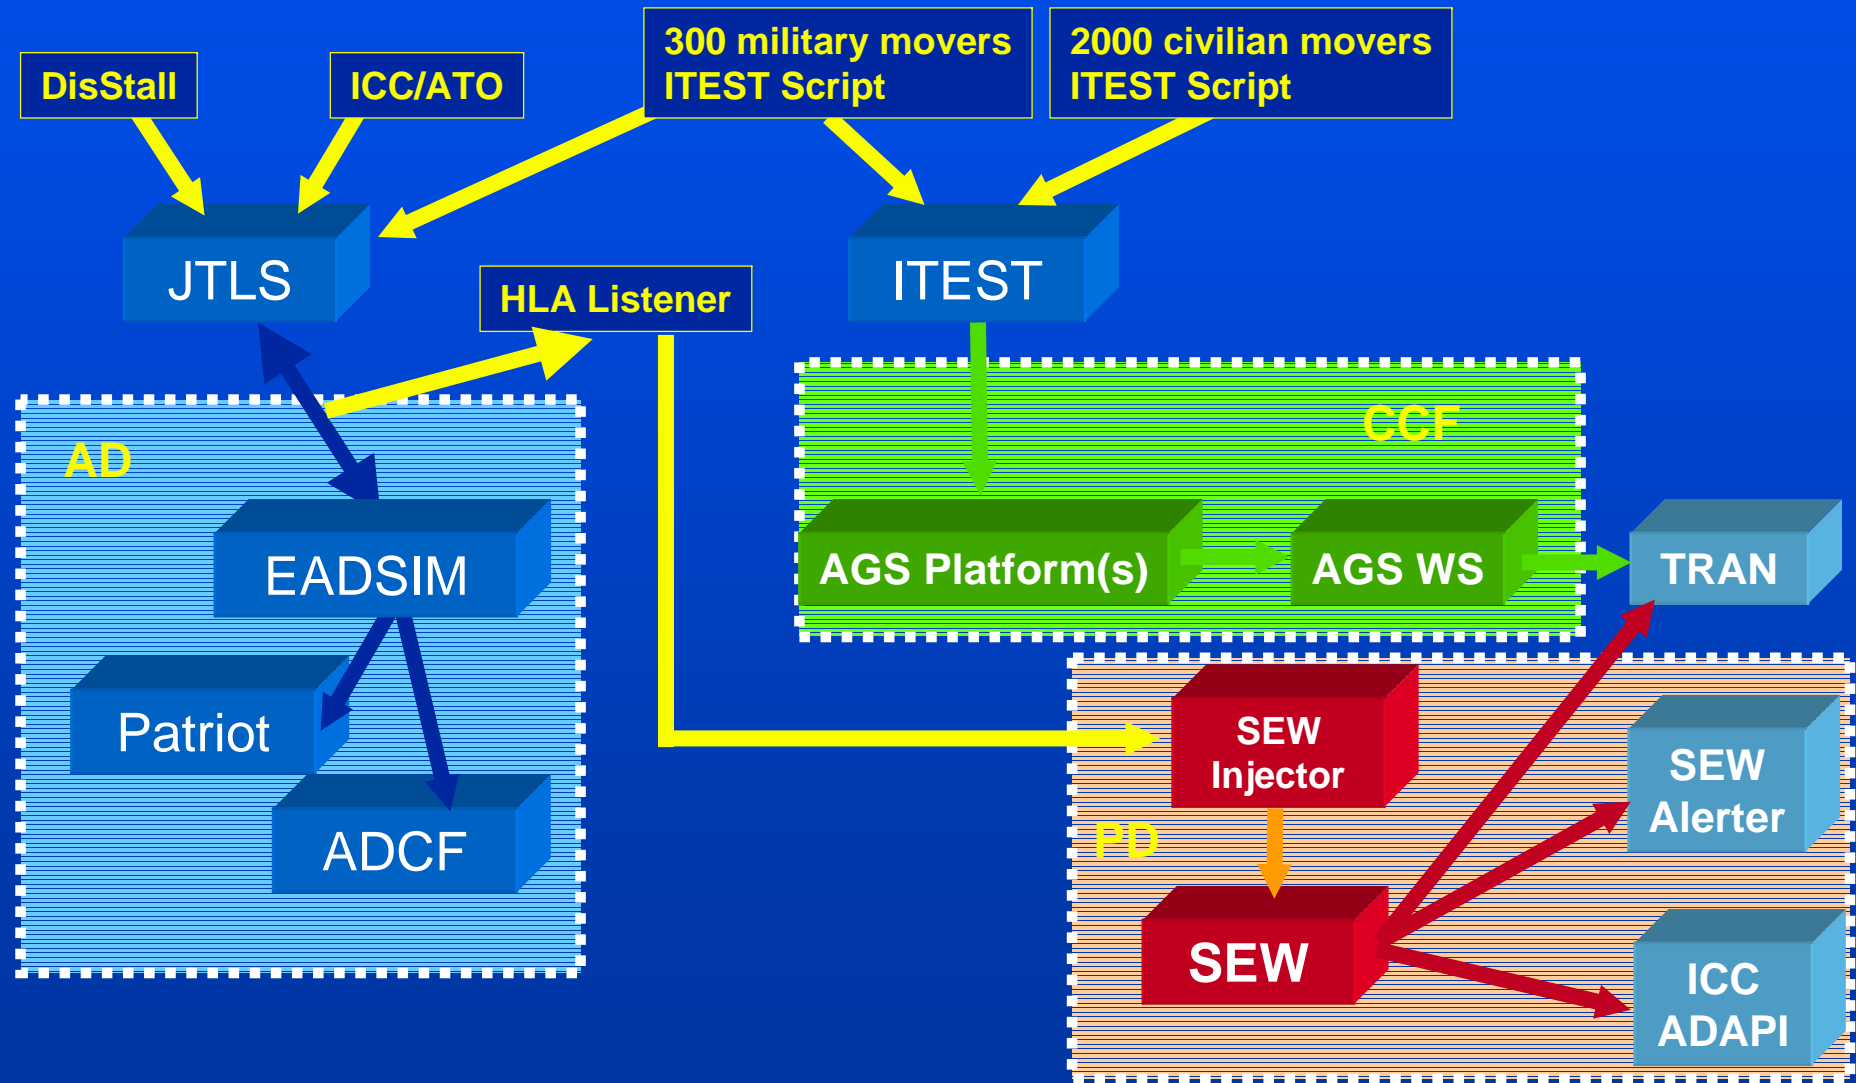 DisStall
ICC/ATO
300 military movers
ITEST Script
2000 civilian movers
ITEST Script
JTLS
HLA Listener
ITEST
AD
CCF
EADSIM
AGS Platform(s)
AGS WS
TRAN
Patriot
SEW
Injector
SEW
Alerter
ADCF
PD
SEW
ICC
ADAPI